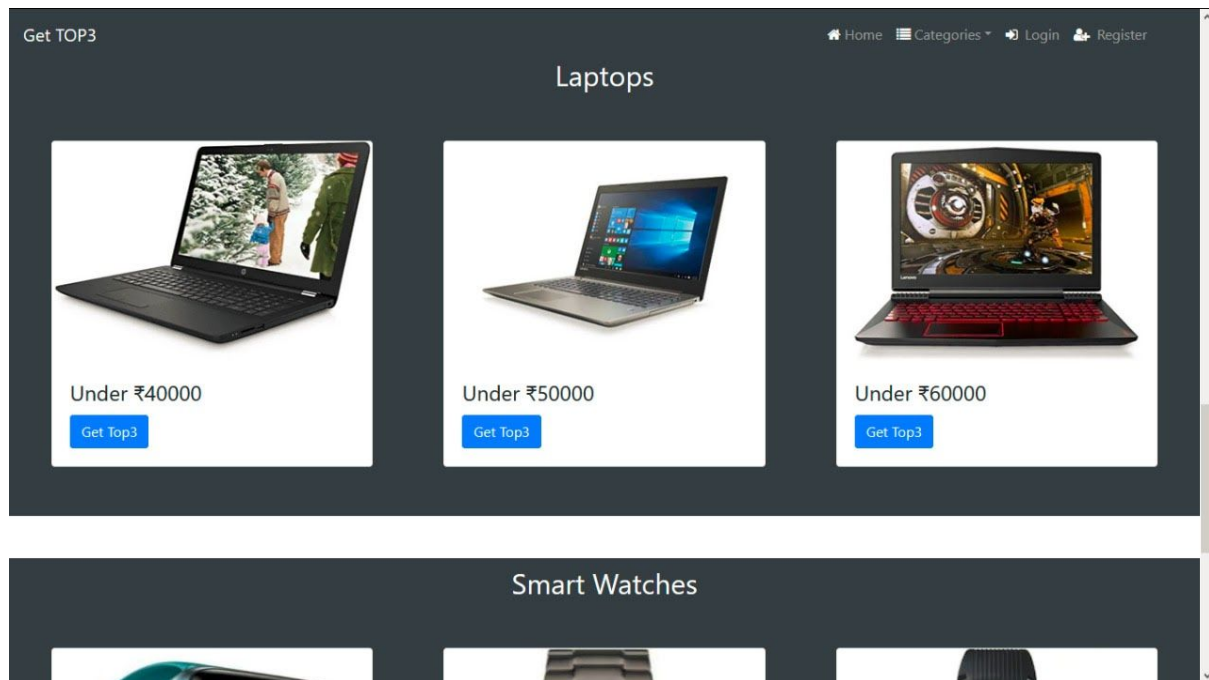 Get TOP3
Home Categories Login Register
Laptops
Under ₹40000
Get Top3
Under ₹50000
Get Top3
Under ₹60000
Get Top3
Smart Watches